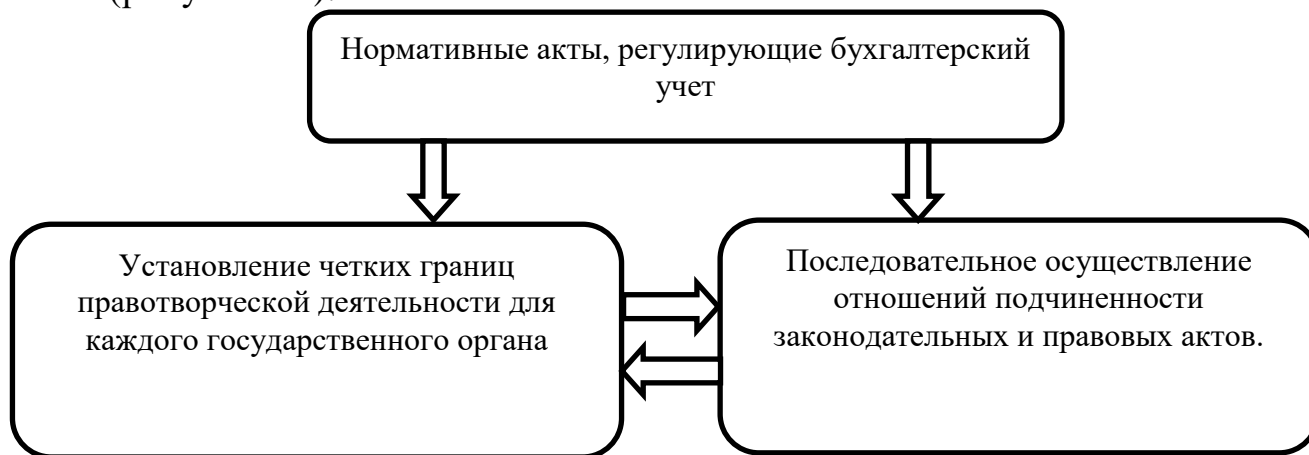 Нормативные акты, регулирующие бухгалтерский
учет
Установление четких границ
правотворческой деятельности для
каждого государственного органа
Последовательное осуществление
отношений подчиненности
законодательных и правовых актов.